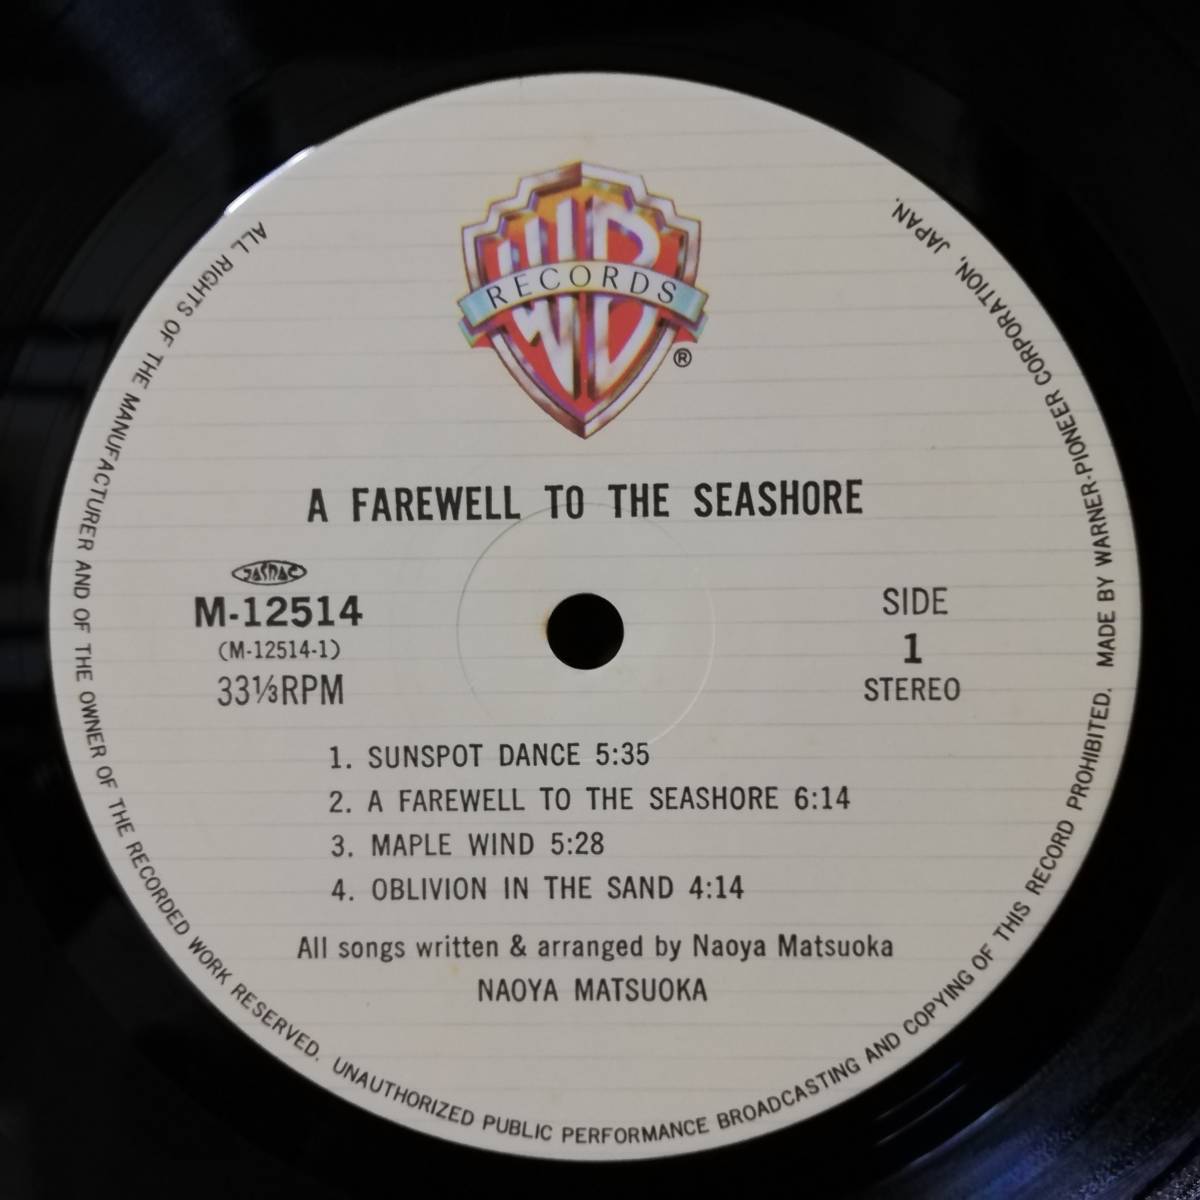 WB
RECORDS
®
A FAREWELL TO THE SEASHORE
JASRAC
M-12514
(M-12514-1)
33⅓RPM
SIDE
1
STEREO
1. SUNSPOT DANCE 5:35
2. A FAREWELL TO THE SEASHORE 6:14
3. MAPLE WIND 5:28
4. OBLIVION IN THE SAND 4:14
All songs written & arranged by Naoya Matsuoka
NAOYA MATSUOKA
ALL RIGHTS OF THE MANUFACTURER AND OF THE OWNER OF THE RECORDED WORK RESERVED. UNAUTHORIZED PUBLIC PERFORMANCE BROADCASTING AND COPYING OF THIS RECORD PROHIBITED. MADE BY WARNER-PIONEER CORPORATION, JAPAN.